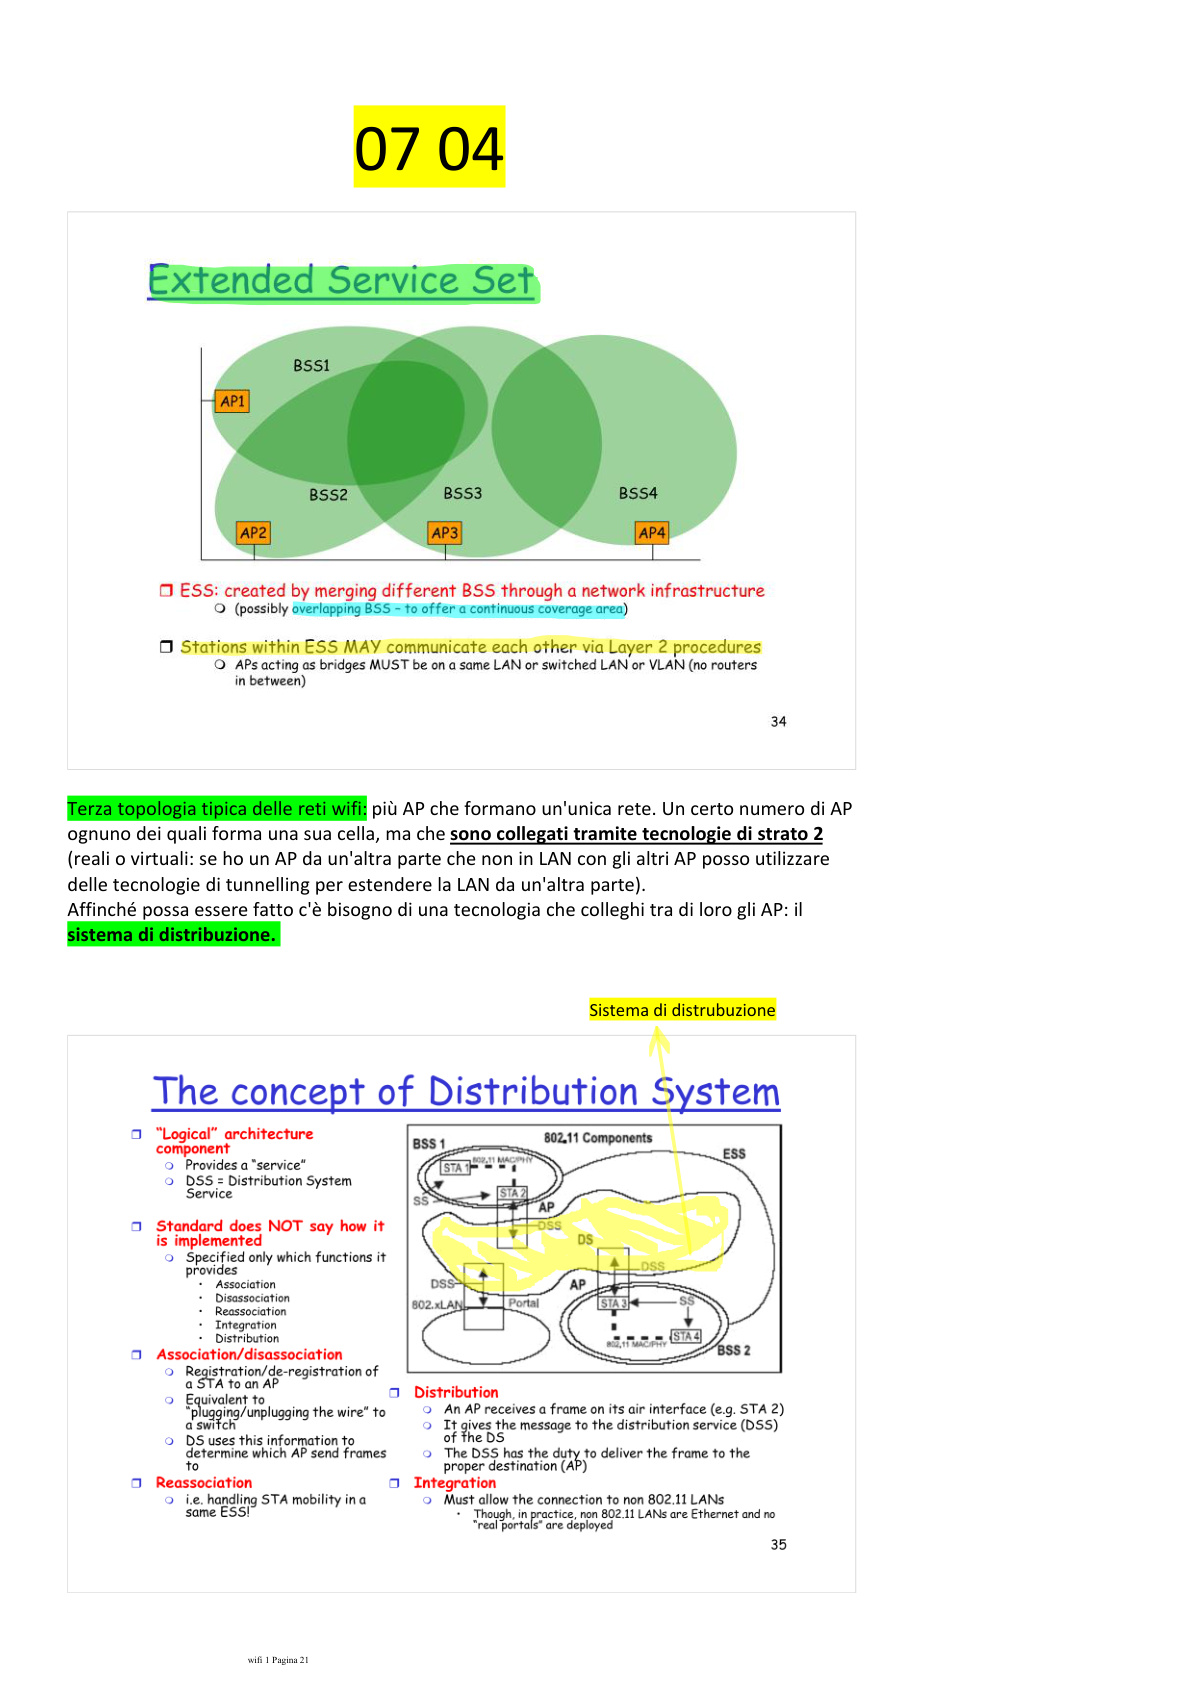 07 04
Extended Service Set
BSS1
AP1
BSS2
BSS3
BSS4
AP2
AP3
AP4
ESS: created by merging different BSS through a network infrastructure
(possibly overlapping BSS – to offer a continuous coverage area)
Stations within ESS MAY communicate each other via Layer 2 procedures
APs acting as bridges MUST be on a same LAN or switched LAN or VLAN (no routers
in between)
34
Terza topologia tipica delle reti wifi: più AP che formano un'unica rete. Un certo numero di AP
ognuno dei quali forma una sua cella, ma che sono collegati tramite tecnologie di strato 2
(reali o virtuali: se ho un AP da un'altra parte che non in LAN con gli altri AP posso utilizzare
delle tecnologie di tunnelling per estendere la LAN da un'altra parte).
Affinché possa essere fatto c'è bisogno di una tecnologia che colleghi tra di loro gli AP: il
sistema di distribuzione.
Sistema di distrubuzione
The concept of Distribution System
"Logical" architecture
component
Provides a "service"
DSS = Distribution System
Service
Standard does NOT say how it
is implemented
Specified only which functions it
provides
Association
Disassociation
Reassociation
Integration
Distribution
Association/disassociation
Registration/de-registration of
a STA to an AP
Equivalent to
"plugging/unplugging the wire" to
a switch
DS uses this information to
determine which AP send frames
to
Reassociation
i.e. handling STA mobility in a
same ESS!
802.11 Components
BSS 1
ESS
802.11 MAC/PHY
STA 1
SS
STA 2
AP
DSS
DS
DSS
DSS
AP
802.xLAN
Portal
STA 3
SS
802.11 MAC/PHY
STA 4
BSS 2
Distribution
An AP receives a frame on its air interface (e.g. STA 2)
It gives the message to the distribution service (DSS)
of the DS
The DSS has the duty to deliver the frame to the
proper destination (AP)
Integration
Must allow the connection to non 802.11 LANs
Though, in practice, non 802.11 LANs are Ethernet and no
"real portals" are deployed
35
wifi 1 Pagina 21